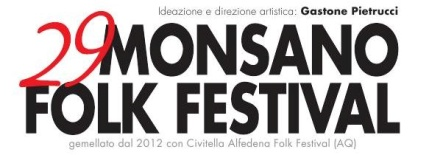 Ideazione e direzione artistica: Gastone Pietrucci
29 MONSANO
FOLK FESTIVAL
gemellato dal 2012 con Civitella Alfedena Folk Festival (AQ)